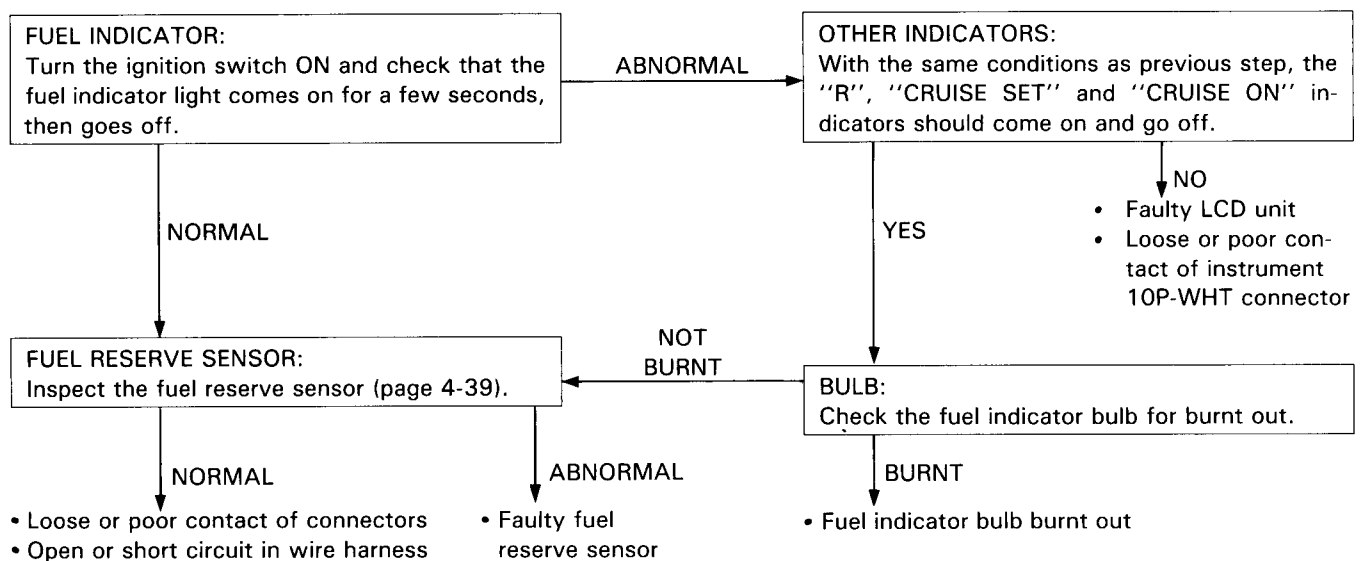 FUEL INDICATOR:
Turn the ignition switch ON and check that the
fuel indicator light comes on for a few seconds,
then goes off.
ABNORMAL
OTHER INDICATORS:
With the same conditions as previous step, the
''R'', ''CRUISE SET'' and ''CRUISE ON'' in-
dicators should come on and go off.
NORMAL
YES
NO
• Faulty LCD unit
• Loose or poor con-
tact of instrument
10P-WHT connector
FUEL RESERVE SENSOR:
Inspect the fuel reserve sensor (page 4-39).
NOT
BURNT
BULB:
Check the fuel indicator bulb for burnt out.
NORMAL
ABNORMAL
BURNT
• Loose or poor contact of connectors
• Open or short circuit in wire harness
• Faulty fuel
reserve sensor
• Fuel indicator bulb burnt out